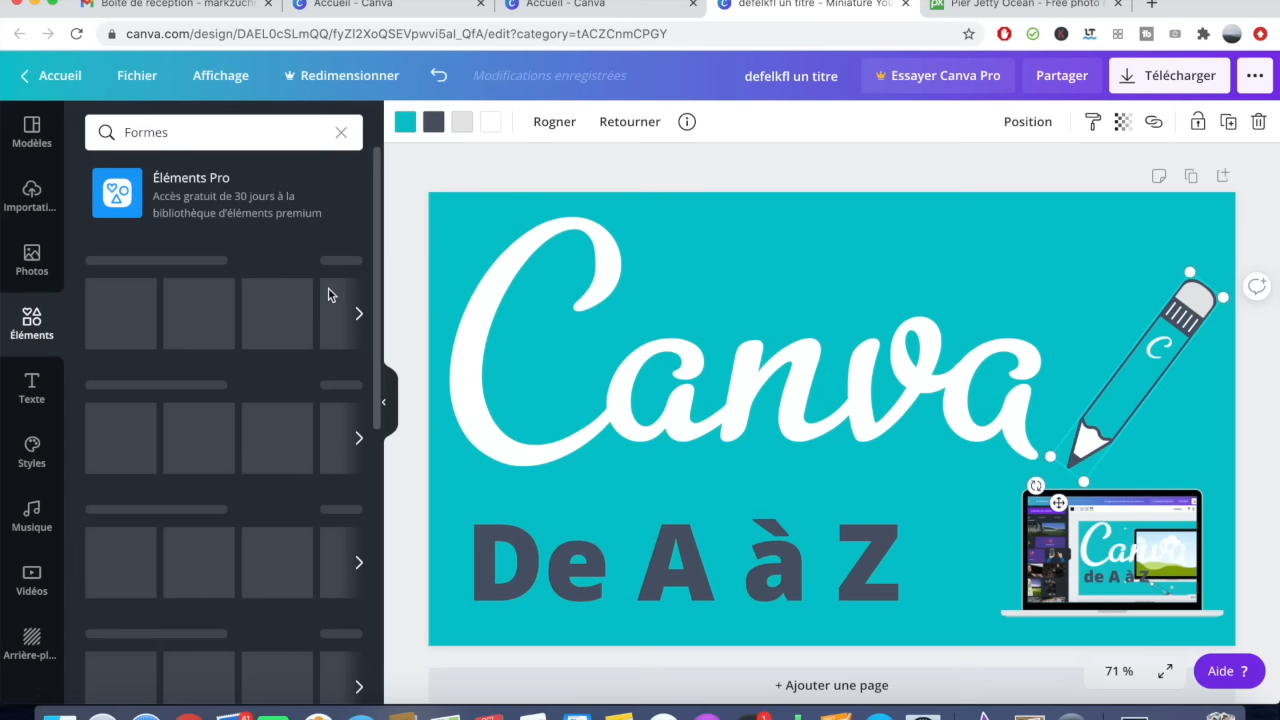 Boîte de réception – markzuch
Accueil - Canva
Accueil - Canva
defelkfl un titre – Miniature You
Pier Jetty Ocean - Free photo
canva.com/design/DAEL0cSLmQQ/fyZI2XoQSEVpwvi5al_QfA/edit?category=tACZCnmCPGY
Accueil
Fichier
Affichage
Redimensionner
Modifications enregistrées
defelkfl un titre
Essayer Canva Pro
Partager
Télécharger
Modèles
Importati...
Photos
Éléments
Texte
Styles
Musique
Vidéos
Arrière-pl...
Formes
Éléments Pro
Accès gratuit de 30 jours à la
bibliothèque d'éléments premium
Rogner
Retourner
Position
Canva
C
De A à Z
Canva
de A à Z
+ Ajouter une page
71 %
Aide ?